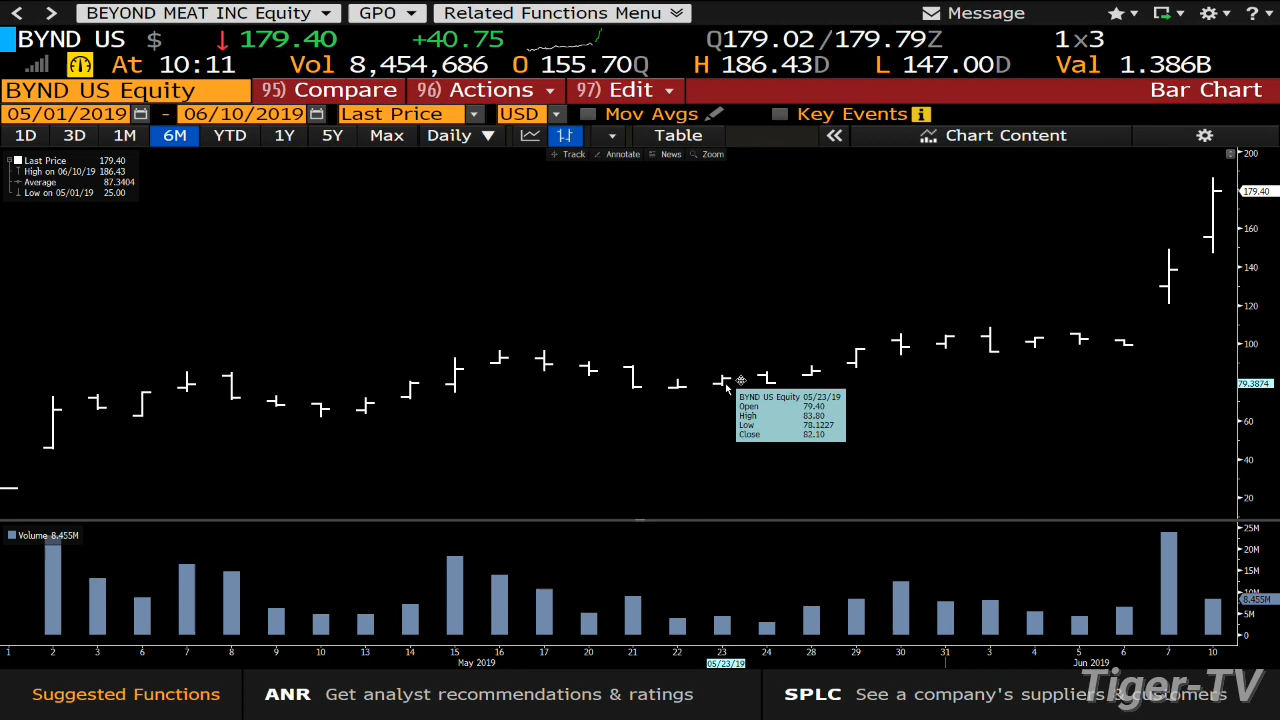 BEYOND MEAT INC Equity GPO Related Functions Menu Message ?
BYND US $ ↓ 179.40 +40.75 Q179.02/179.79Z 1×3
At 10:11 Vol 8,454,686 O 155.70Q H 186.43D L 147.00D Val 1.386B
BYND US Equity 95) Compare 96) Actions 97) Edit Bar Chart
05/01/2019 - 06/10/2019 Last Price USD Mov Avgs Key Events i
1D 3D 1M 6M YTD 1Y 5Y Max Daily ▼ Table « Chart Content
Track Annotate News Zoom
Last Price 179.40
High on 06/10/19 186.43
Average 87.3404
Low on 05/01/19 25.00
200
179.40
160
140
120
100
79.3874
60
40
20
BYND US Equity 05/23/19
Open 79.40
High 83.80
Low 78.1227
Close 82.10
Volume 8.455M
25M
20M
15M
10M
8.455M
5M
0
1 2 3 6 7 8 9 10 13 14 15 16 17 20 21 22 23 24 28 29 30 31 3 4 5 6 7 10
May 2019 05/23/19 Jun 2019
Suggested Functions ANR Get analyst recommendations & ratings SPLC See a company's suppliers & customers
Tiger-TV